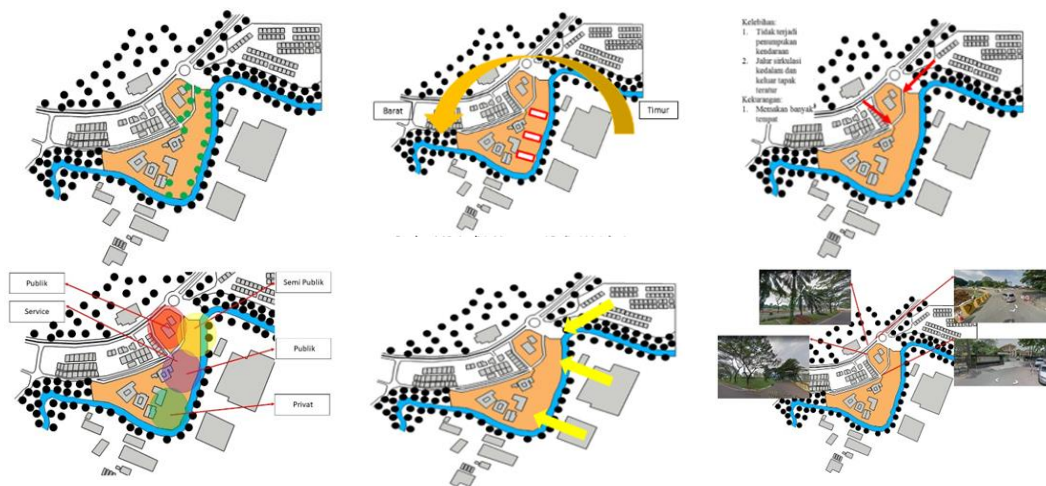 Barat
Timur
Kelebihan:
1. Tidak terjadi
penumpukan
kendaraan
2. Jalur sirkulasi
kedalam dan
keluar tapak
teratur
Kekurangan:
1. Memakan banyak
tempat
Publik
Semi Publik
Service
Publik
Privat